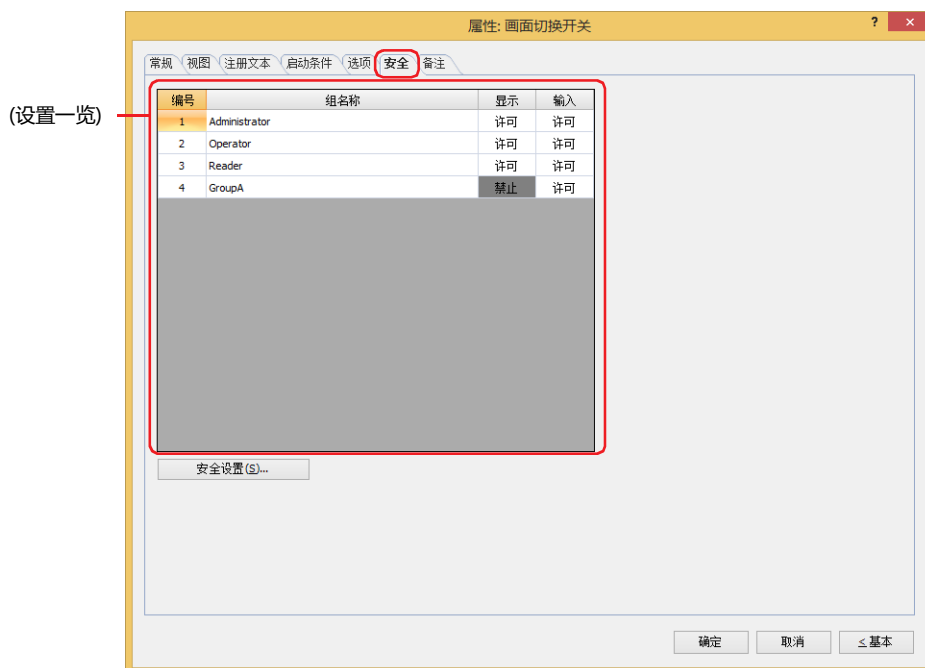 属性: 画面切换开关
? ×
常规 视图 注册文本 启动条件 选项 安全 备注
(设置一览)
编号 组名称 显示 输入
1 Administrator 许可 许可
2 Operator 许可 许可
3 Reader 许可 许可
4 GroupA 禁止 许可
安全设置(S)...
确定 取消 <基本